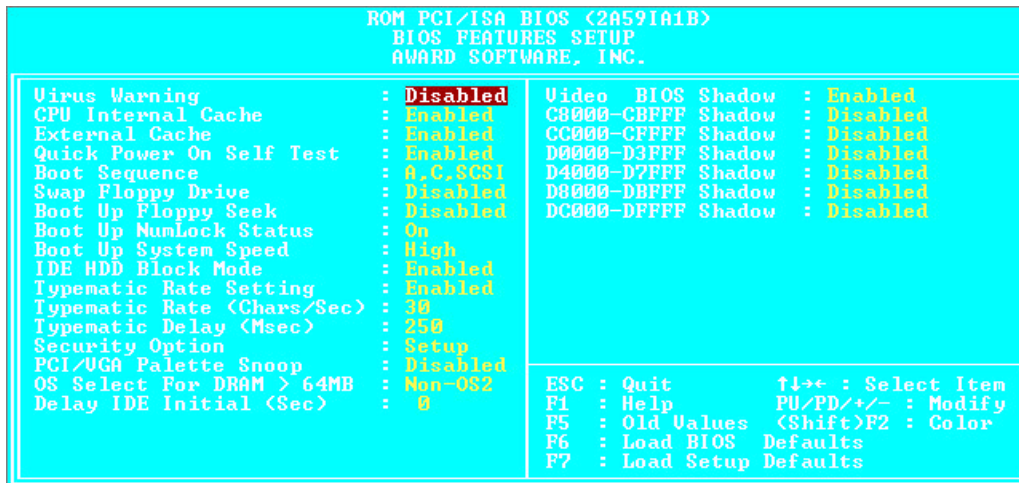 ROM PCI/ISA BIOS (2A59IA1B)
BIOS FEATURES SETUP
AWARD SOFTWARE, INC.
Virus Warning : Disabled
CPU Internal Cache : Enabled
External Cache : Enabled
Quick Power On Self Test : Enabled
Boot Sequence : A,C,SCSI
Swap Floppy Drive : Disabled
Boot Up Floppy Seek : Disabled
Boot Up NumLock Status : On
Boot Up System Speed : High
IDE HDD Block Mode : Enabled
Typematic Rate Setting : Enabled
Typematic Rate (Chars/Sec) : 30
Typematic Delay (Msec) : 250
Security Option : Setup
PCI/VGA Palette Snoop : Disabled
OS Select For DRAM > 64MB : Non-OS2
Delay IDE Initial (Sec) : 0
Video BIOS Shadow : Enabled
C8000-CBFFF Shadow : Disabled
CC000-CFFFF Shadow : Disabled
D0000-D3FFF Shadow : Disabled
D4000-D7FFF Shadow : Disabled
D8000-DBFFF Shadow : Disabled
DC000-DFFFF Shadow : Disabled
ESC : Quit ↑↓→← : Select Item
F1 : Help PU/PD/+/- : Modify
F5 : Old Values (Shift)F2 : Color
F6 : Load BIOS Defaults
F7 : Load Setup Defaults